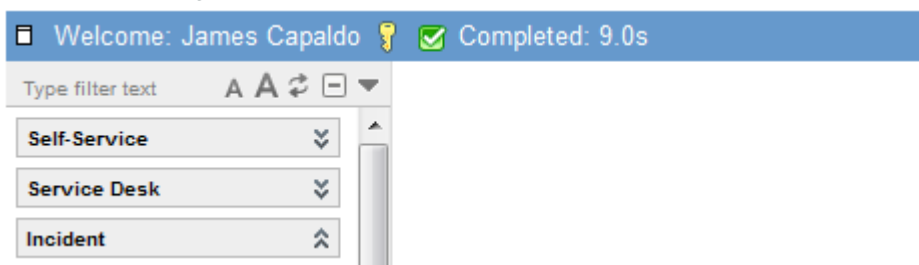 Welcome: James Capaldo Completed: 9.0s
Type filter text A A
Self-Service
Service Desk
Incident